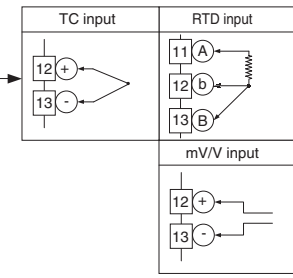 TC input
12 +
13 -
RTD input
11 A
12 b
13 B
mV/V input
12 +
13 -